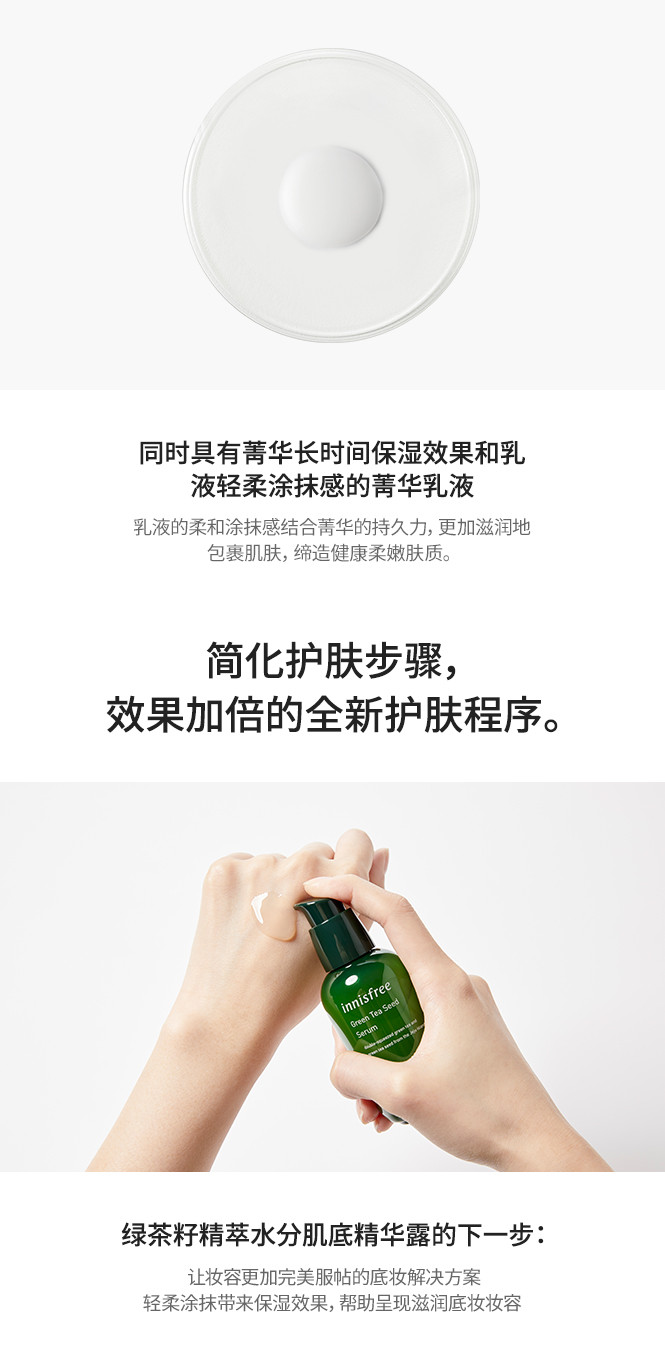 同时具有菁华长时间保湿效果和乳
液轻柔涂抹感的菁华乳液
乳液的柔和涂抹感结合菁华的持久力, 更加滋润地
包裹肌肤, 缔造健康柔嫩肤质。
简化护肤步骤,
效果加倍的全新护肤程序。
innisfree
Green Tea Seed
Serum
绿茶籽精萃水分肌底精华露的下一步:
让妆容更加完美服帖的底妆解决方案
轻柔涂抹带来保湿效果, 帮助呈现滋润底妆妆容